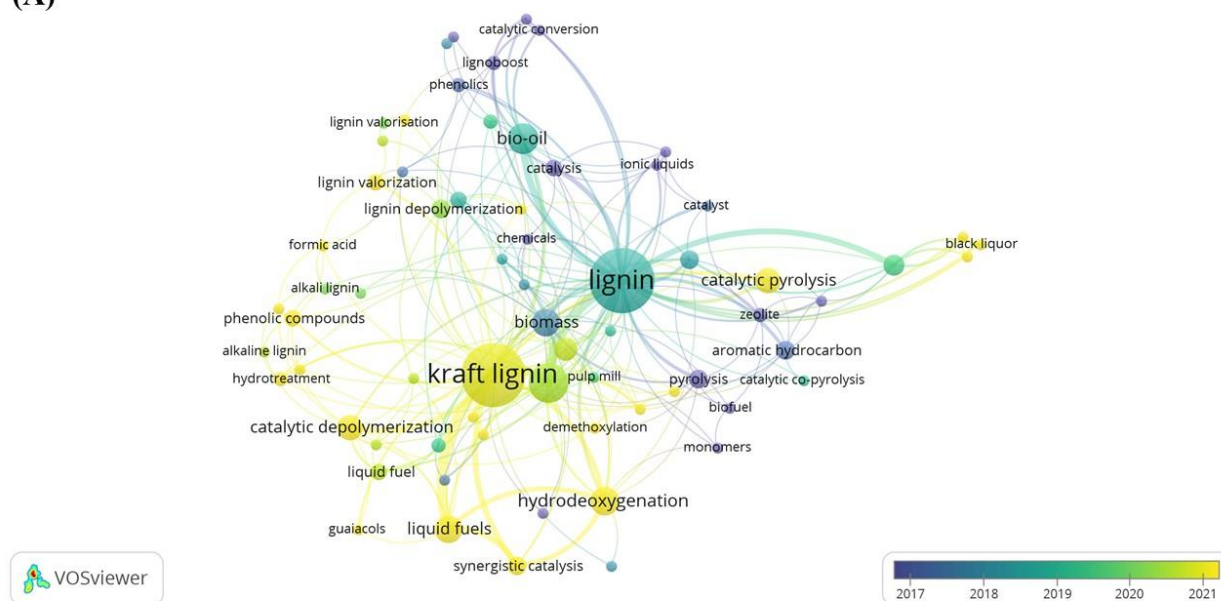 (A)
catalytic conversion
lignoboost
phenolics
lignin valorisation
bio-oil
catalysis
ionic liquids
lignin valorization
lignin depolymerization
catalyst
chemicals
formic acid
black liquor
lignin
catalytic pyrolysis
alkali lignin
phenolic compounds
biomass
zeolite
alkaline lignin
aromatic hydrocarbon
hydrotreatment
kraft lignin
pulp mill
pyrolysis
catalytic co-pyrolysis
biofuel
catalytic depolymerization
demethoxylation
monomers
liquid fuel
hydrodeoxygenation
guaiacols
liquid fuels
synergistic catalysis
VOSviewer
2017 2018 2019 2020 2021